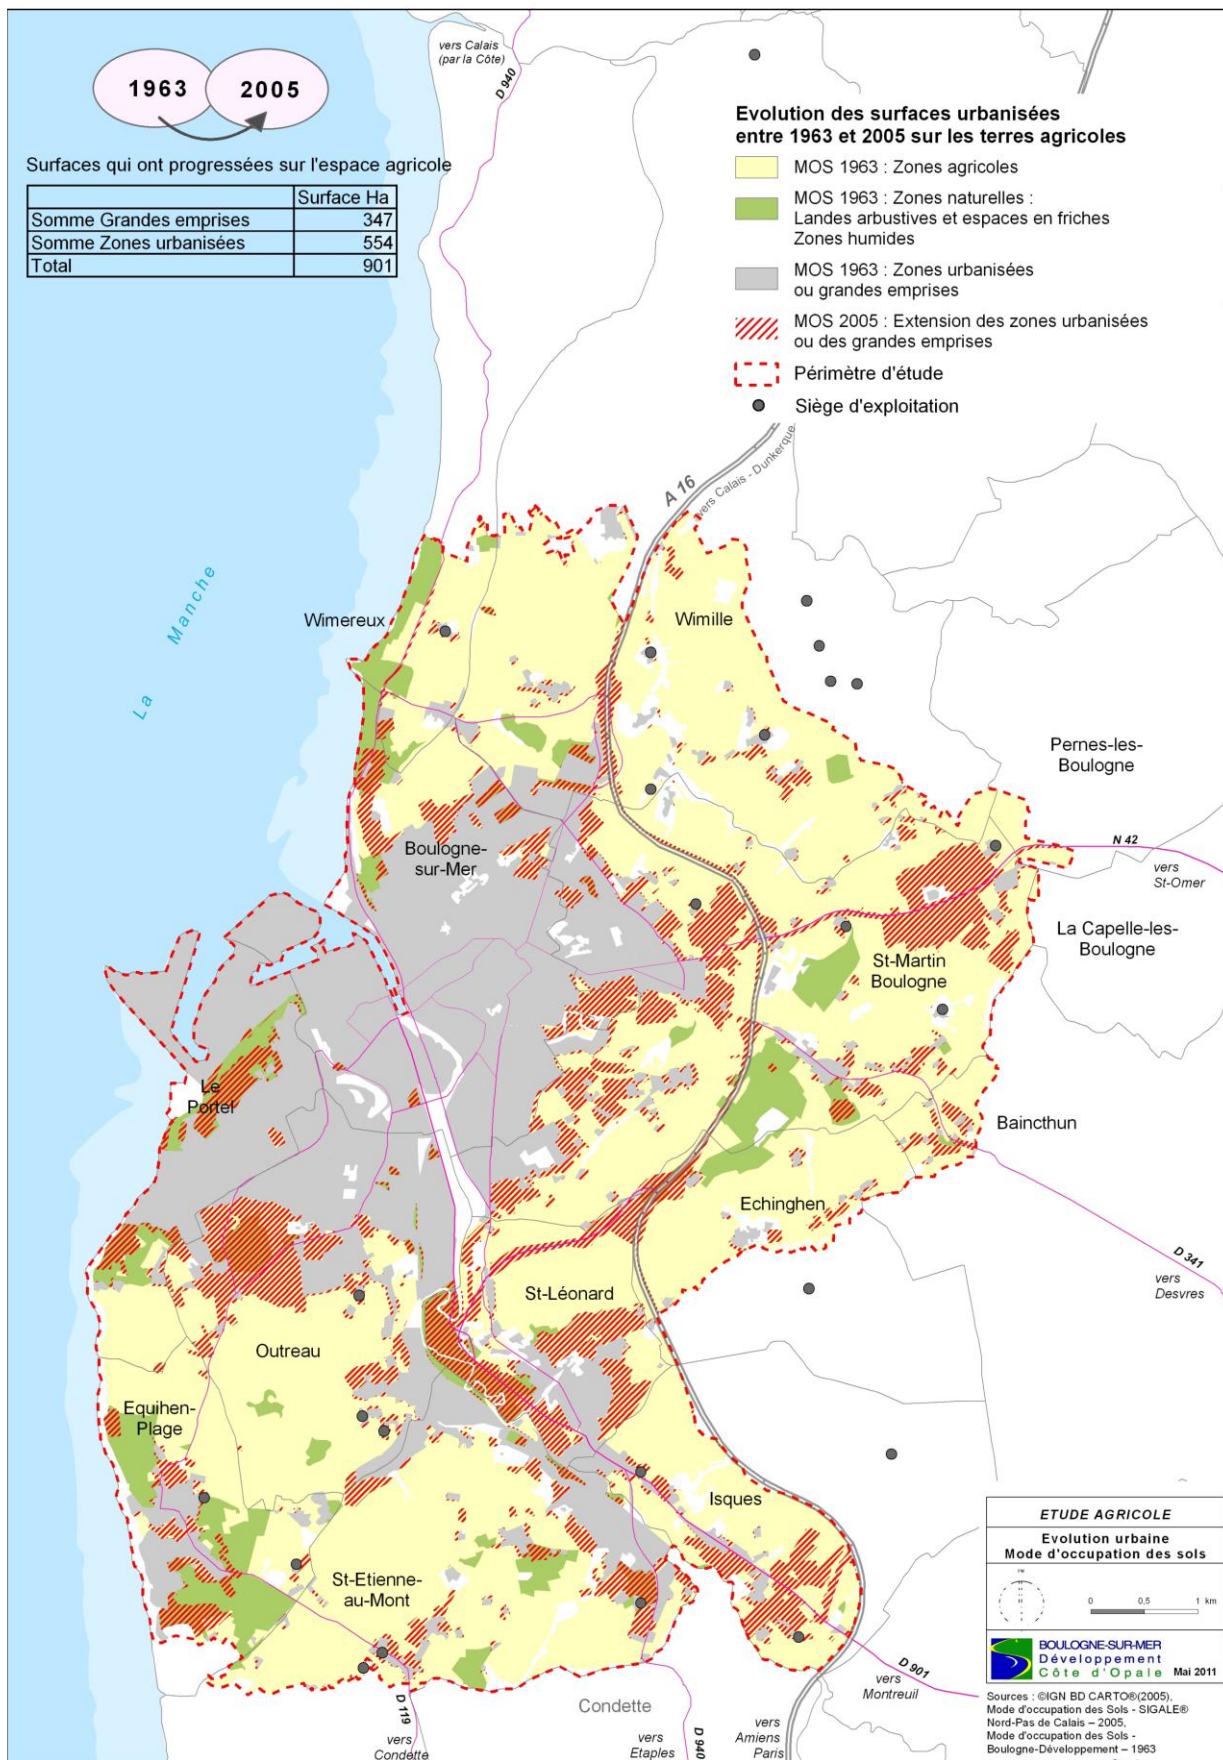 1963
2005
Surfaces qui ont progressées sur l'espace agricole
Surface Ha
Somme Grandes emprises 347
Somme Zones urbanisées 554
Total 901
vers Calais
(par la Côte)
D 940
Evolution des surfaces urbanisées
entre 1963 et 2005 sur les terres agricoles
MOS 1963 : Zones agricoles
MOS 1963 : Zones naturelles :
Landes arbustives et espaces en friches
Zones humides
MOS 1963 : Zones urbanisées
ou grandes emprises
MOS 2005 : Extension des zones urbanisées
ou des grandes emprises
Périmètre d'étude
Siège d'exploitation
A 16
vers Calais - Dunkerque
La Manche
Wimereux
Wimille
Pernes-les-
Boulogne
Boulogne-
sur-Mer
N 42
vers
St-Omer
La Capelle-les-
Boulogne
St-Martin
Boulogne
Le
Portel
Baincthun
Echinghen
D 341
vers
Desvres
St-Léonard
Outreau
Equihen-
Plage
Isques
St-Etienne-
au-Mont
Condette
D 119
vers
Condette
vers
Etaples
D 940
vers
Amiens
Paris
vers
Montreuil
D 901
ETUDE AGRICOLE
Evolution urbaine
Mode d'occupation des sols
0 0,5 1 km
BOULOGNE-SUR-MER
Développement
Côte d'Opale Mai 2011
Sources : ©IGN BD CARTO®(2005),
Mode d'occupation des Sols - SIGALE®
Nord-Pas de Calais – 2005,
Mode d'occupation des Sols -
Boulogne-Développement – 1963